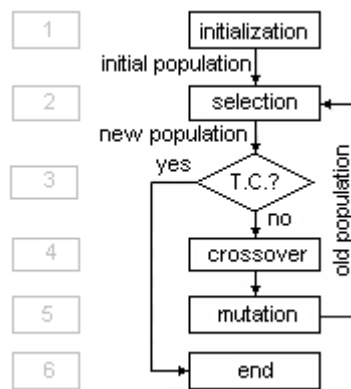 1 initialization
initial population
2 selection
new population
yes
3 T.C.?
no
old population
4 crossover
5 mutation
6 end